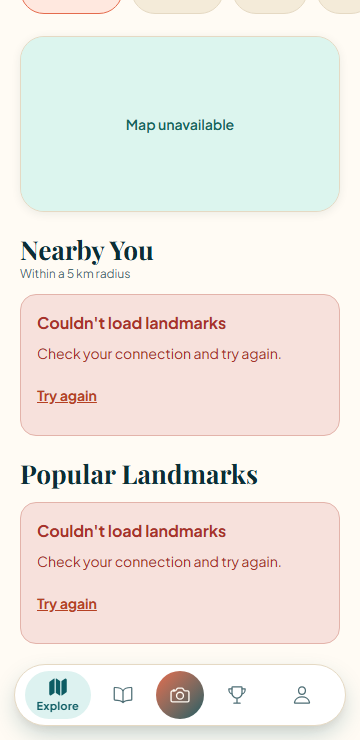 Map unavailable
Nearby You
Within a 5 km radius
Couldn't load landmarks
Check your connection and try again.
Try again
Popular Landmarks
Couldn't load landmarks
Check your connection and try again.
Try again
Explore